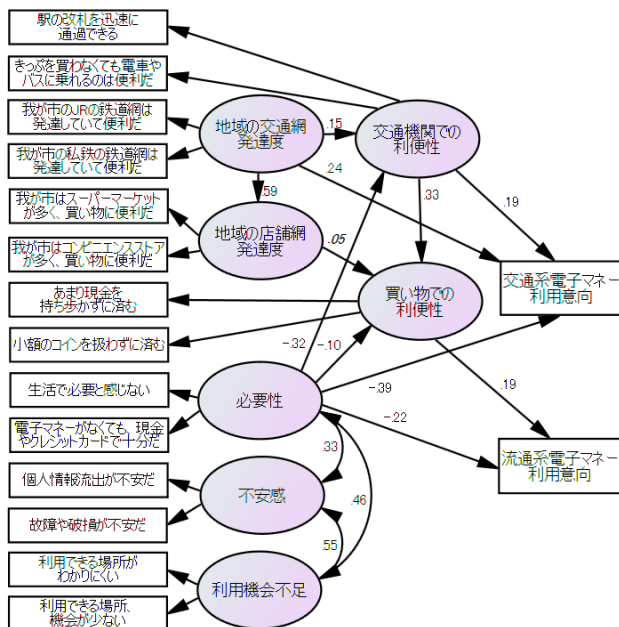 駅の改札を迅速に
通過できる
きっぷを買わなくても電車や
バスに乗れるのは便利だ
我が市のJRの鉄道網は
発達していて便利だ
我が市の私鉄の鉄道網は
発達していて便利だ
我が市はスーパーマーケット
が多く、買い物に便利だ
我が市はコンビニエンスストア
が多く、買い物に便利だ
あまり現金を
持ち歩かずに済む
小額のコインを扱わずに済む
生活で必要と感じない
電子マネーがなくても、現金
やクレジットカードで十分だ
個人情報流出が不安だ
故障や破損が不安だ
利用できる場所が
わかりにくい
利用できる場所、
機会が少ない
地域の交通網
発達度
.15
交通機関での
利便性
.24
.59
.33
.19
地域の店舗網
発達度
.05
買い物での
利便性
交通系電子マネー
利用意向
-.32
-.10
必要性
-.39
-.22
.19
流通系電子マネー
利用意向
.33
不安感
.46
.55
利用機会不足